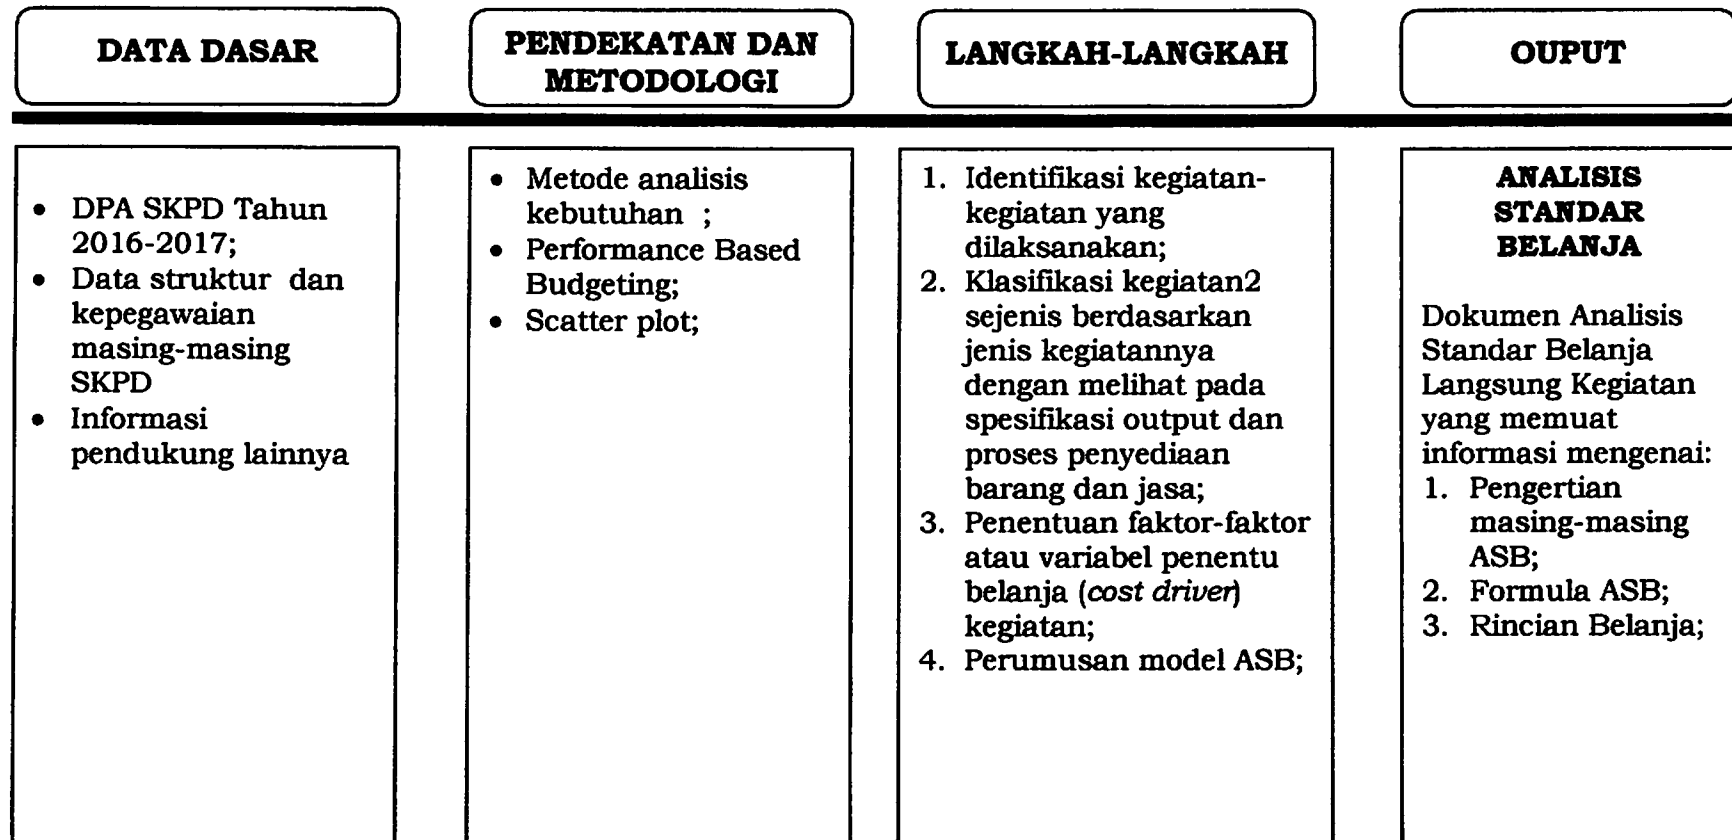 DATA DASAR
PENDEKATAN DAN
METODOLOGI
LANGKAH-LANGKAH
OUPUT
• DPA SKPD Tahun
2016-2017;
• Data struktur dan
kepegawaian
masing-masing
SKPD
• Informasi
pendukung lainnya
• Metode analisis
kebutuhan ;
• Performance Based
Budgeting;
• Scatter plot;
1. Identifikasi kegiatan-
kegiatan yang
dilaksanakan;
2. Klasifikasi kegiatan2
sejenis berdasarkan
jenis kegiatannya
dengan melihat pada
spesifikasi output dan
proses penyediaan
barang dan jasa;
3. Penentuan faktor-faktor
atau variabel penentu
belanja (cost driver)
kegiatan;
4. Perumusan model ASB;
ANALISIS
STANDAR
BELANJA
Dokumen Analisis
Standar Belanja
Langsung Kegiatan
yang memuat
informasi mengenai:
1. Pengertian
masing-masing
ASB;
2. Formula ASB;
3. Rincian Belanja;